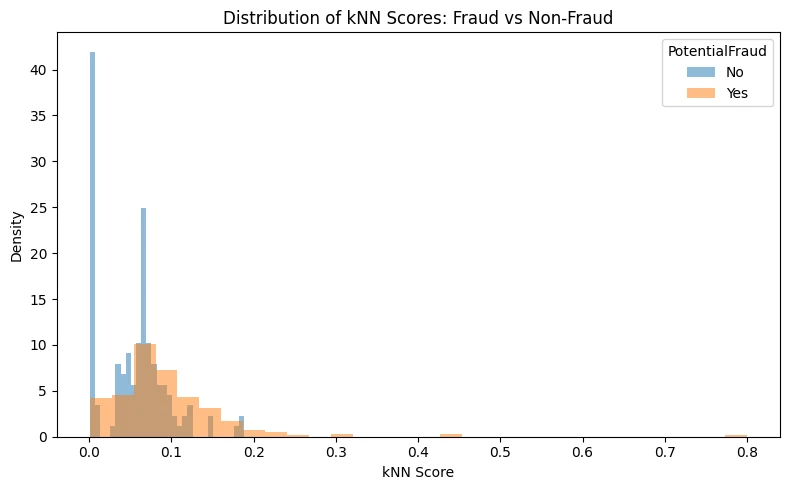 Distribution of kNN Scores: Fraud vs Non-Fraud
PotentialFraud
No
Yes
Density
40
35
30
25
20
15
10
5
0
0.0 0.1 0.2 0.3 0.4 0.5 0.6 0.7 0.8
kNN Score